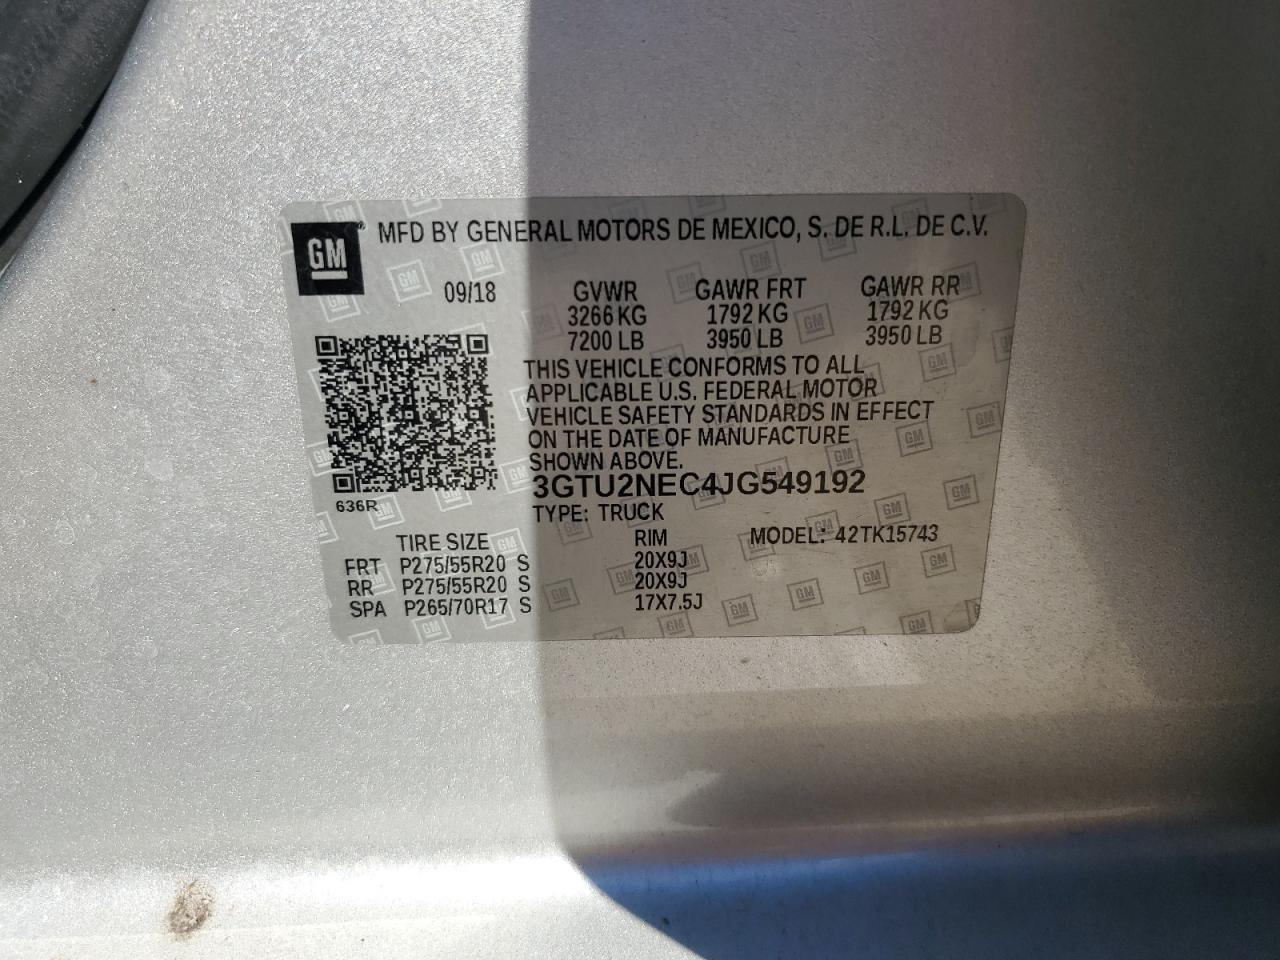 GM® MFD BY GENERAL MOTORS DE MEXICO, S. DE R.L. DE C.V.
09/18 GVWR GAWR FRT GAWR RR
3266 KG 1792 KG 1792 KG
7200 LB 3950 LB 3950 LB
THIS VEHICLE CONFORMS TO ALL
APPLICABLE U.S. FEDERAL MOTOR
VEHICLE SAFETY STANDARDS IN EFFECT
ON THE DATE OF MANUFACTURE
SHOWN ABOVE.
3GTU2NEC4JG549192
636R TYPE: TRUCK
TIRE SIZE RIM MODEL: 42TK15743
FRT P275/55R20 S 20X9J
RR P275/55R20 S 20X9J
SPA P265/70R17 S 17X7.5J